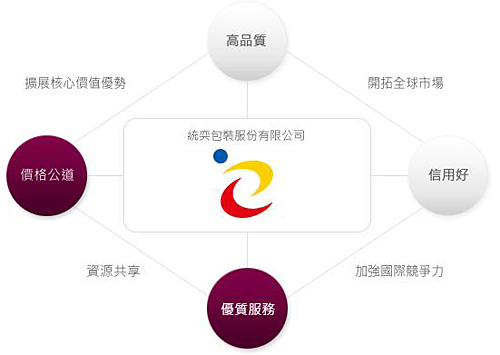 高品質
擴展核心價值優勢
開拓全球市場
統奕包裝股份有限公司
價格公道
信用好
資源共享
加強國際競爭力
優質服務